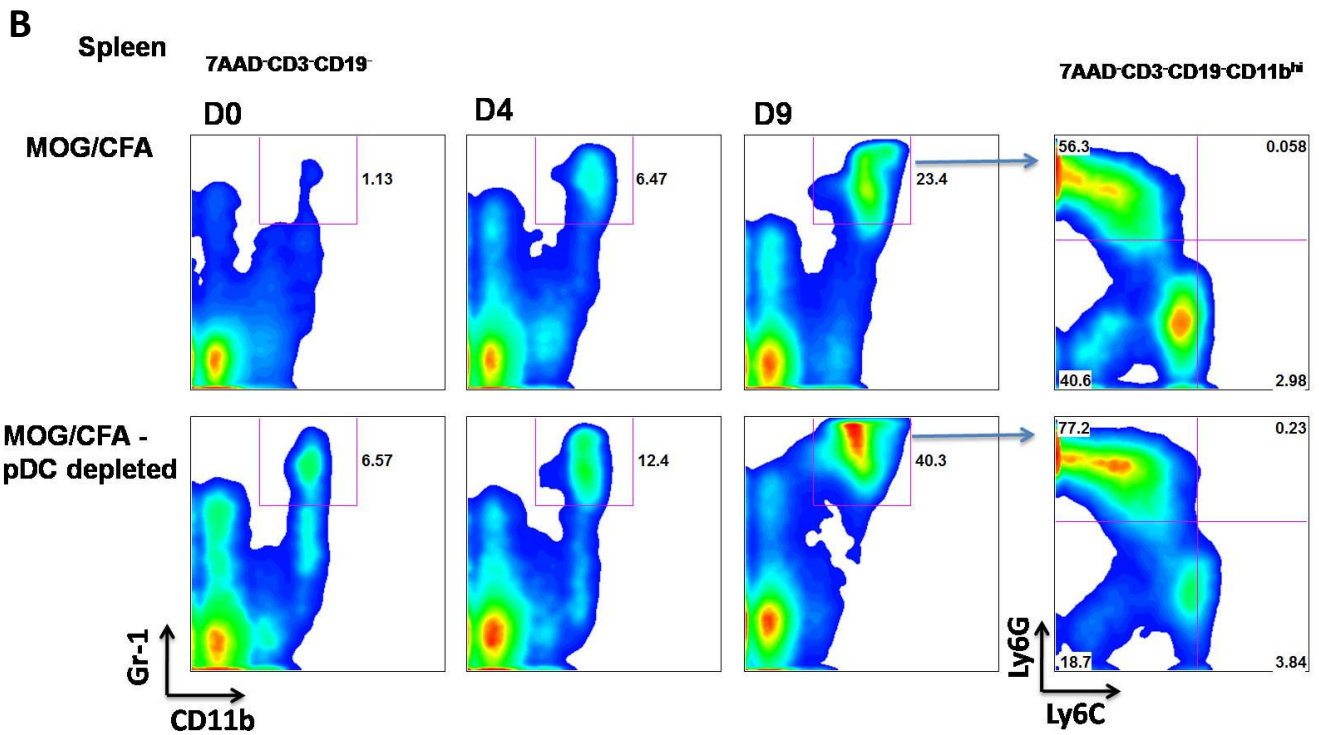 B
Spleen
7AAD-CD3-CD19-
7AAD-CD3-CD19-CD11bhi
D0
D4
D9
MOG/CFA
1.13
6.47
23.4
56.3
0.058
40.6
2.98
MOG/CFA -
pDC depleted
6.57
12.4
40.3
77.2
0.23
18.7
3.84
Gr-1
CD11b
Ly6G
Ly6C